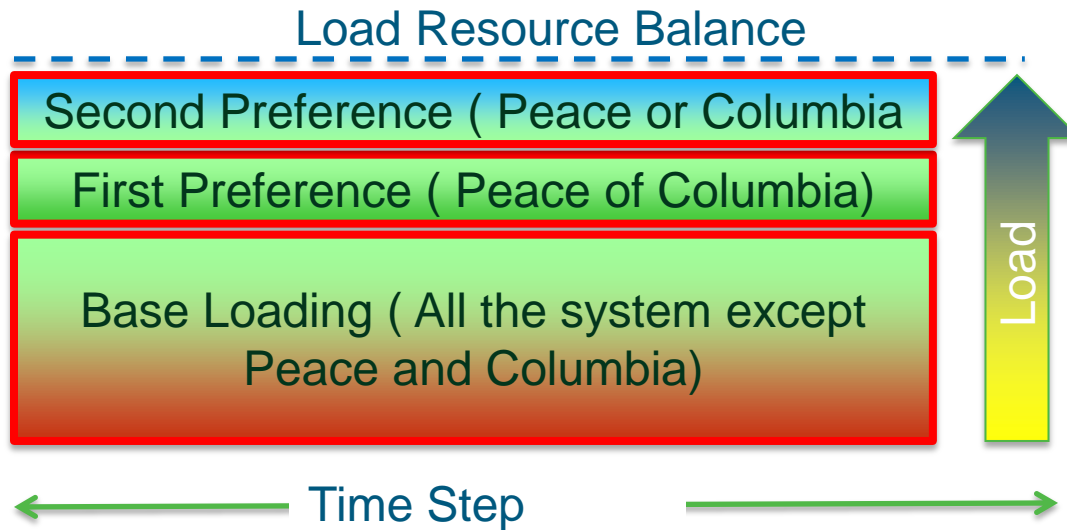 Load Resource Balance
Second Preference ( Peace or Columbia
First Preference ( Peace of Columbia)
Base Loading ( All the system except
Peace and Columbia)
Load
Time Step